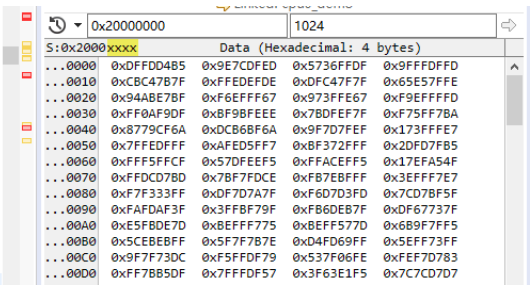 0x20000000 1024
S:0x2000xxxx Data (Hexadecimal: 4 bytes)
...0000 0xDFFDD4B5 0x9E7CDFED 0x5736FFDF 0x9FFFDFFD
...0010 0xCBC47B7F 0xFFEDEFDE 0xDFC47F7F 0x65E57FFE
...0020 0x94ABE7BF 0xF6EFFF67 0x973FFE67 0xF9EFFFFD
...0030 0xFF0AF9DF 0xBF9BFEEE 0x7BDFEF7F 0xF75FF7BA
...0040 0x8779CF6A 0xDCB6BF6A 0x9F7D7FEF 0x173FFFE7
...0050 0x7FFEDFFF 0xAFED5FF7 0xBF372FFF 0x2DFD7FB5
...0060 0xFFF5FFCF 0x57DFEEF5 0xFFACEFF5 0x17EFA54F
...0070 0xFFDCD7BD 0x7BF7FDCE 0xFB7EBFFF 0x3EFFF7E7
...0080 0xF7F333FF 0xDF7D7A7F 0xF6D7D3FD 0x7CD7BF5F
...0090 0xFAFDAF3F 0x3FFBF79F 0xFB6DEB7F 0xDF67737F
...00A0 0xE5FBDE7D 0xBEFFF775 0xBEFF577D 0x6B9F7FF5
...00B0 0x5CEBEBFF 0x5F7F7B7E 0xD4FD69FF 0x5EFF73FF
...00C0 0x9F7F73DC 0xF5FFDF79 0x537F06FE 0xFEF7D783
...00D0 0xFF7BB5DF 0x7FFFDF57 0x3F63E1F5 0x7C7CD7D7